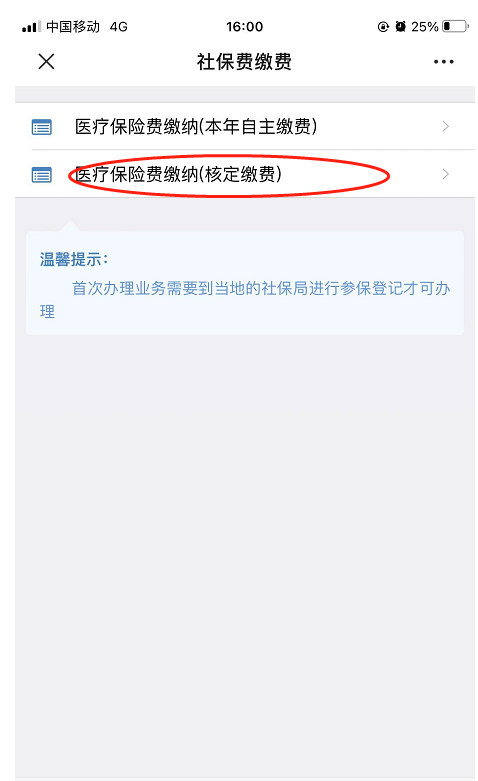 中国移动 4G 16:00 25%
社保费缴费
医疗保险费缴纳(本年自主缴费)
医疗保险费缴纳(核定缴费)
温馨提示：
首次办理业务需要到当地的社保局进行参保登记才可办
理